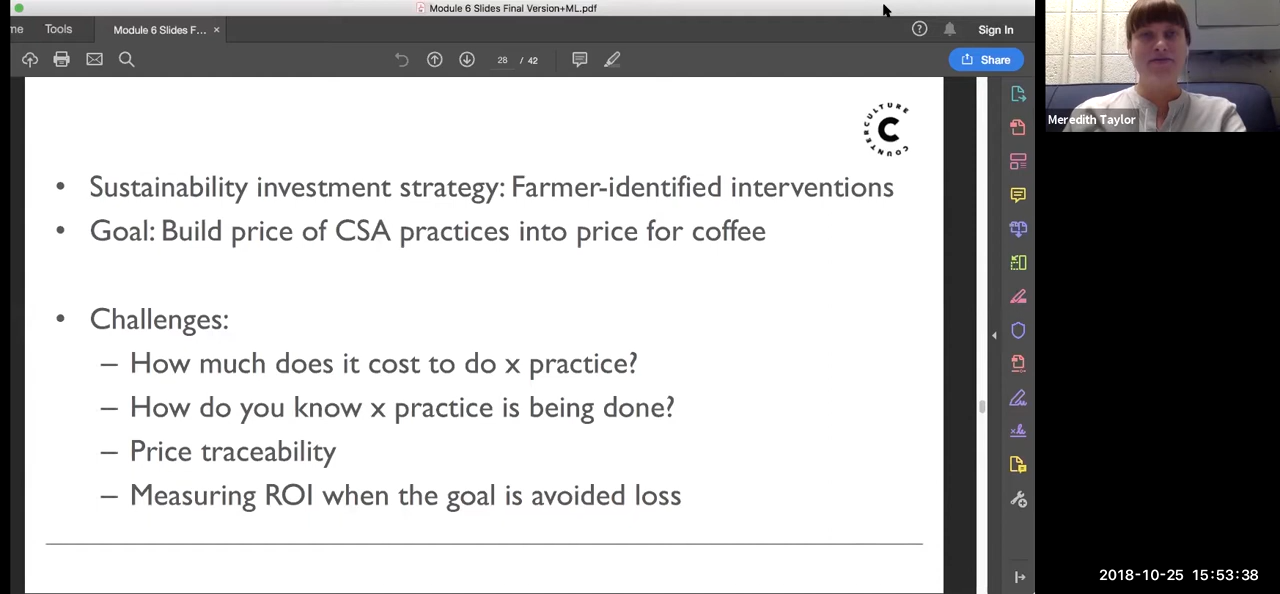 Module 6 Slides Final Version+ML.pdf
me
Tools
Module 6 Slides F... ×
Sign In
28 / 42
Share
COUNTER CULTURE
C
• Sustainability investment strategy: Farmer-identified interventions
• Goal: Build price of CSA practices into price for coffee
• Challenges:
– How much does it cost to do x practice?
– How do you know x practice is being done?
– Price traceability
– Measuring ROI when the goal is avoided loss
Meredith Taylor
2018-10-25 15:53:38